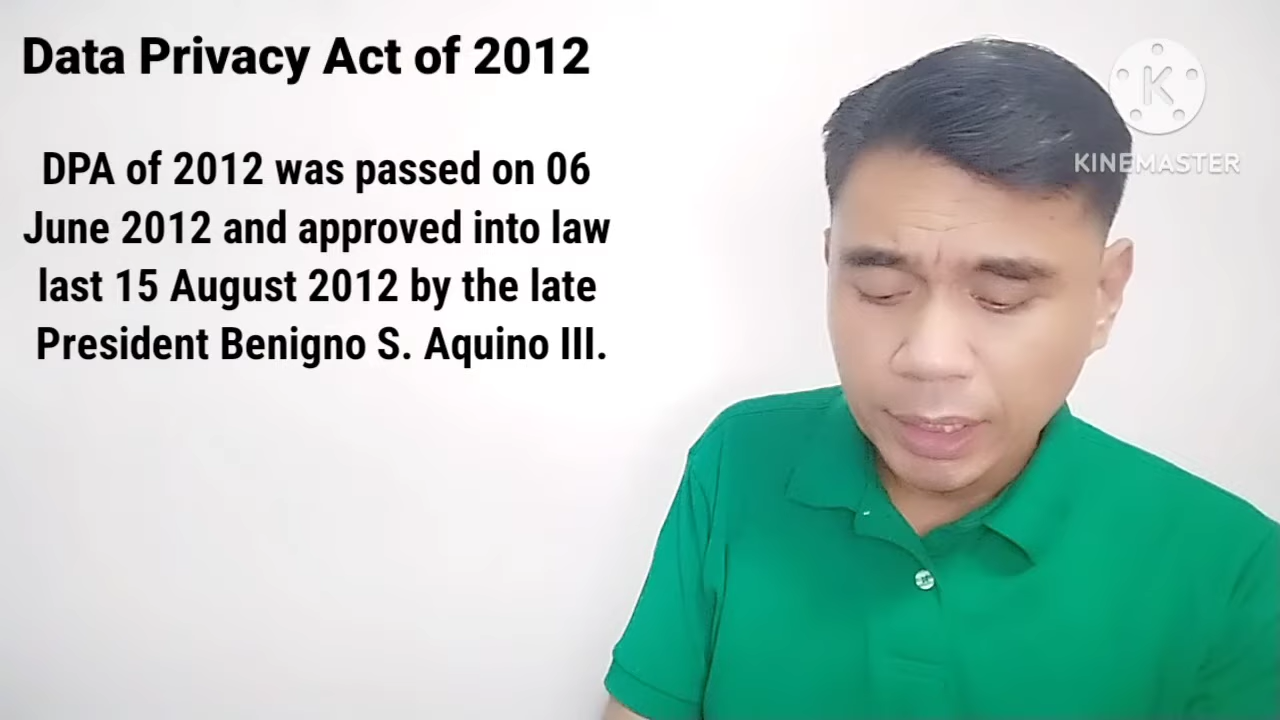 Data Privacy Act of 2012
DPA of 2012 was passed on 06
June 2012 and approved into law
last 15 August 2012 by the late
President Benigno S. Aquino III.
K
KINEMASTER